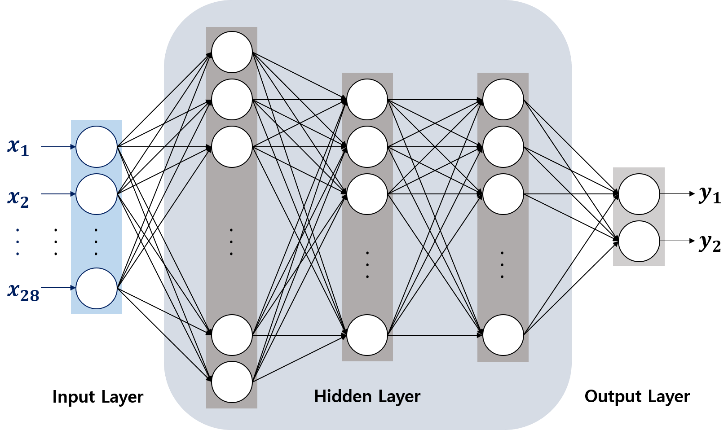 x₁
x₂
x₂₈
y₁
y₂
Input Layer
Hidden Layer
Output Layer